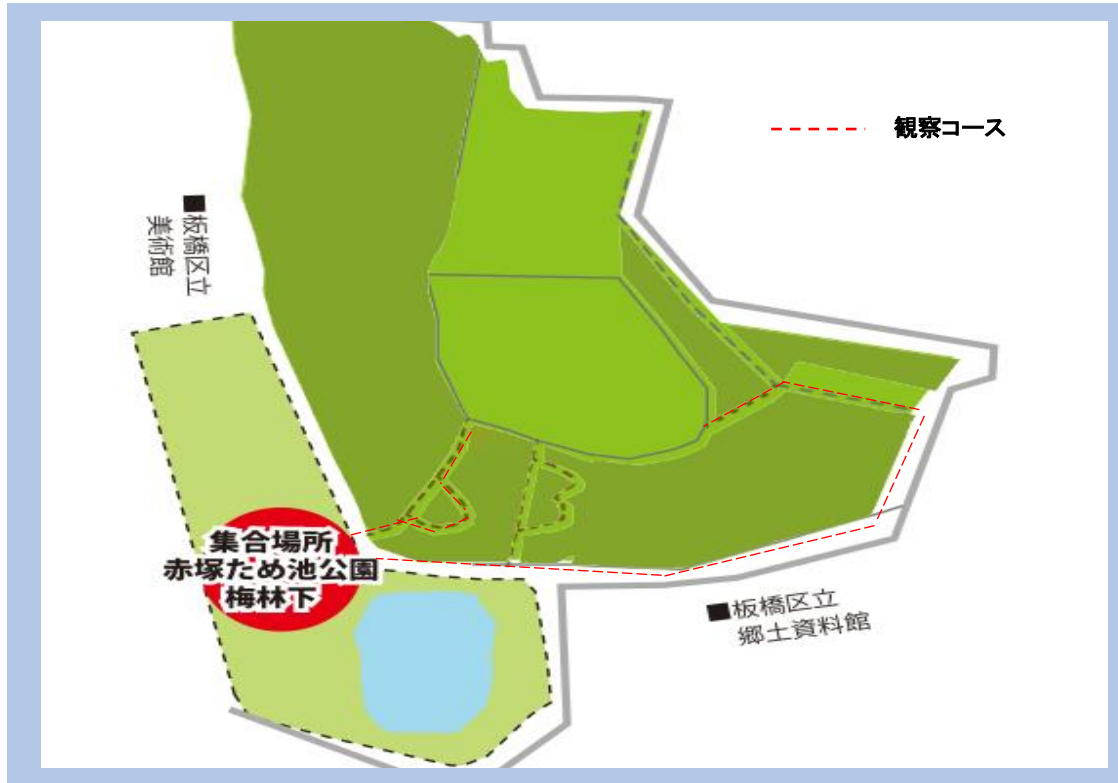 観察コース
■板橋区立
美術館
集合場所
赤塚ため池公園
梅林下
■板橋区立
郷土資料館